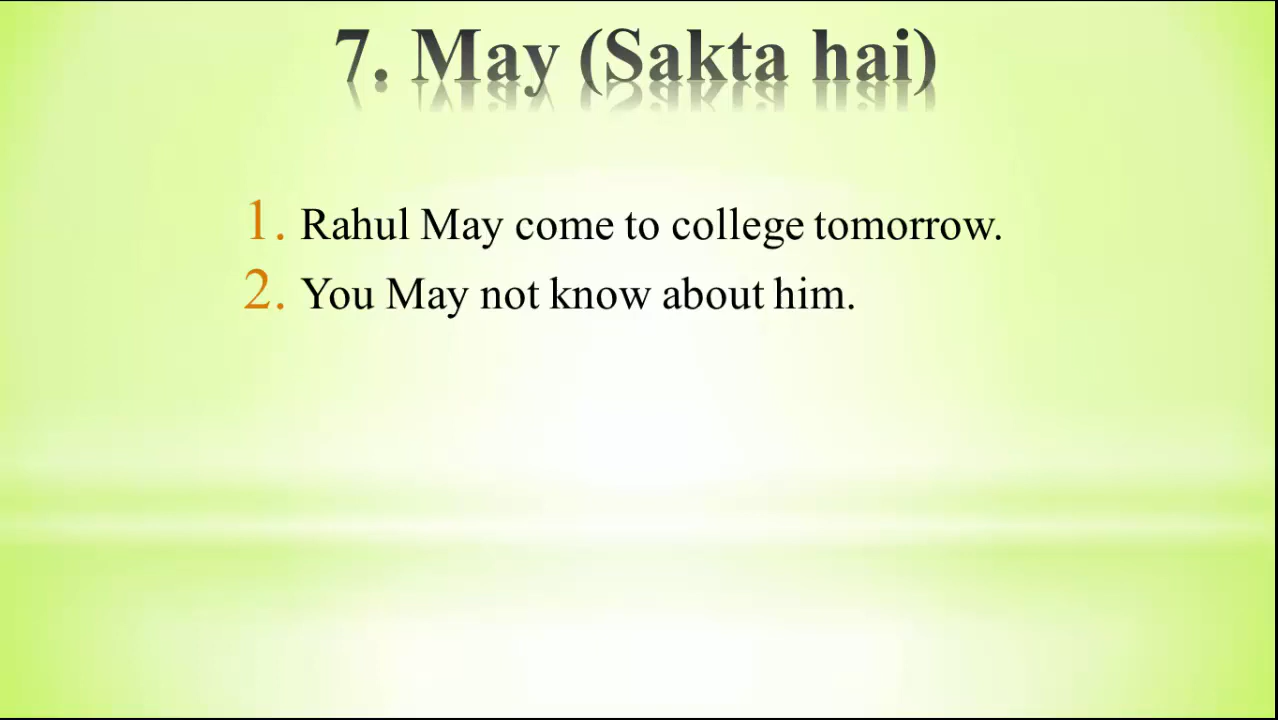 7. May (Sakta hai)
1. Rahul May come to college tomorrow.
2. You May not know about him.